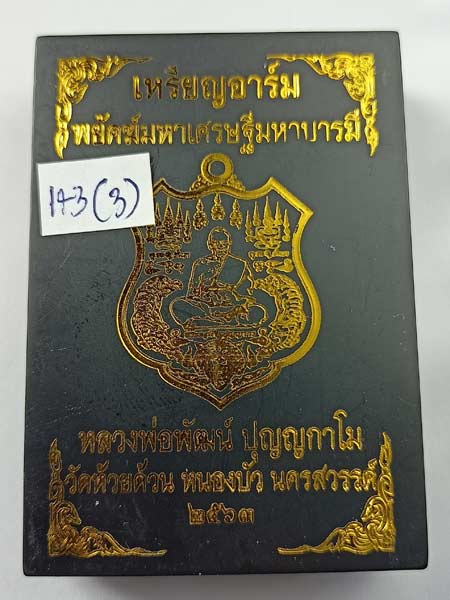 เหรียญอาร์ม
พยัคฆ์มหาเศรษฐีมหาบารมี
143(3)
หลวงพ่อพัฒน์ ปุญญกาโม
วัดห้วยด้วน หนองบัว นครสวรรค์
๒๕๖๓